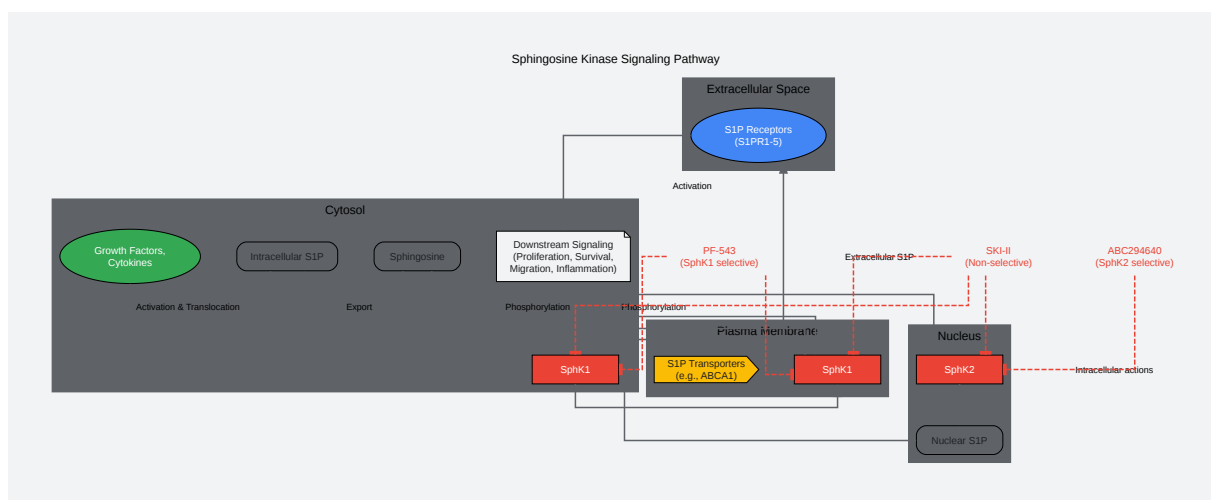 Sphingosine Kinase Signaling Pathway
Extracellular Space
S1P Receptors
(S1PR1-5)
Activation
Cytosol
Growth Factors,
Cytokines
Intracellular S1P
Sphingosine
Downstream Signaling
(Proliferation, Survival,
Migration, Inflammation)
PF-543
(SphK1 selective)
Extracellular S1P
SKI-II
(Non-selective)
ABC294640
(SphK2 selective)
Activation & Translocation
Export
Phosphorylation
Phosphorylation
Plasma Membrane
Nucleus
SphK1
S1P Transporters
(e.g., ABCA1)
SphK1
SphK2
Intracellular actions
Nuclear S1P